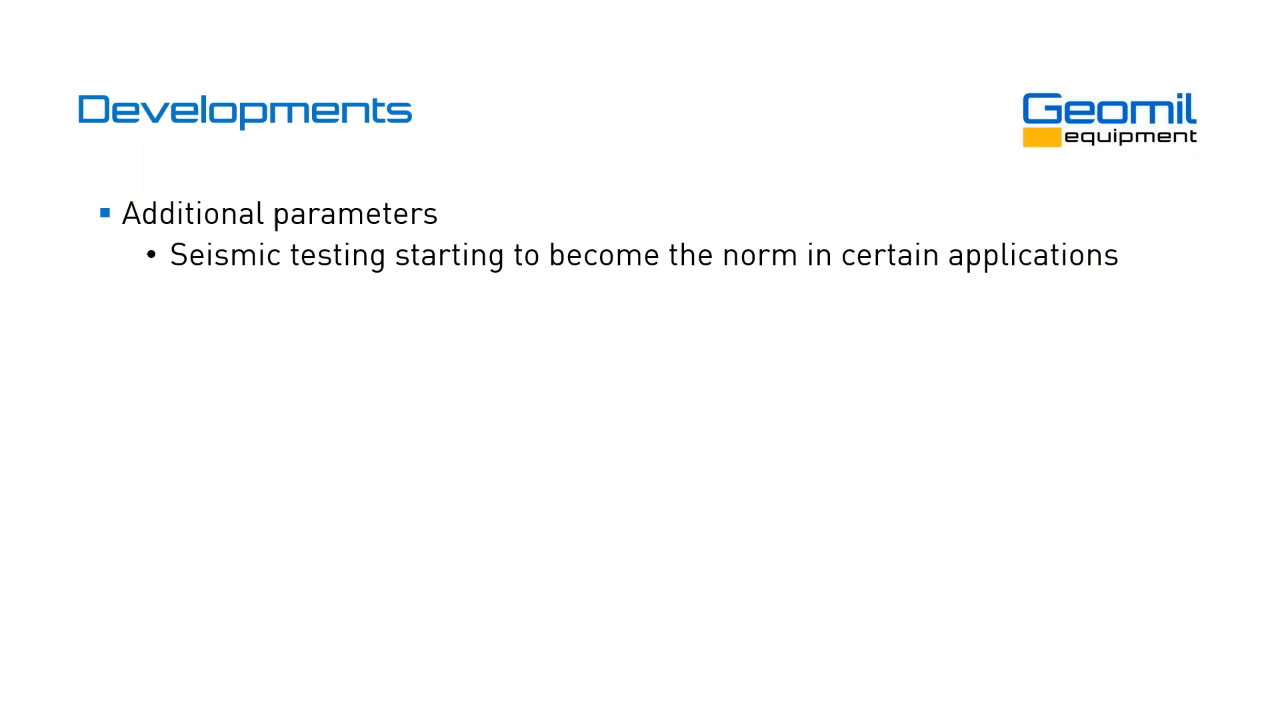 Developments
Geomil
equipment
▪ Additional parameters
• Seismic testing starting to become the norm in certain applications